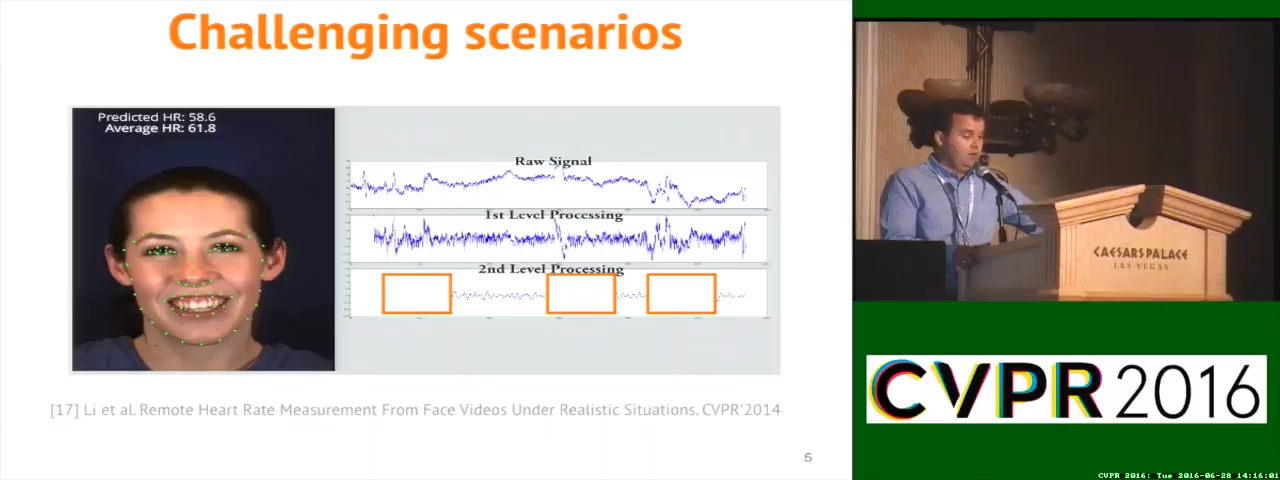 Challenging scenarios
Predicted HR: 58.6
Average HR: 61.8
Raw Signal
1st Level Processing
2nd Level Processing
[17] Li et al. Remote Heart Rate Measurement From Face Videos Under Realistic Situations. CVPR'2014
5
CAESARS PALACE
LAS VEGAS
CVPR 2016
CVPR 2016: Tue 2016-06-28 14:16:01